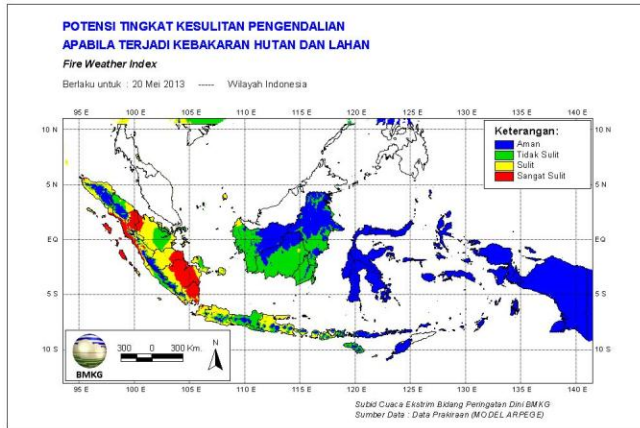 POTENSI TINGKAT KESULITAN PENGENDALIAN
APABILA TERJADI KEBAKARAN HUTAN DAN LAHAN
Fire Weather Index
Berlaku untuk : 20 Mei 2013 ----- Wilayah Indonesia
95 E 100 E 105 E 110 E 115 E 120 E 125 E 130 E 135 E 140 E
10 N 10 N
Keterangan:
Aman
Tidak Sulit
Sulit
Sangat Sulit
5 N 5 N
EQ EQ
5 S 5 S
10 S 10 S
300 0 300 Km.
N
BMKG
95 E 100 E 105 E 110 E 115 E 120 E 125 E 130 E 135 E 140 E
Subid Cuaca Ekstrim Bidang Peringatan Dini BMKG
Sumber Data : Data Prakiraan (MODEL ARPEGE)